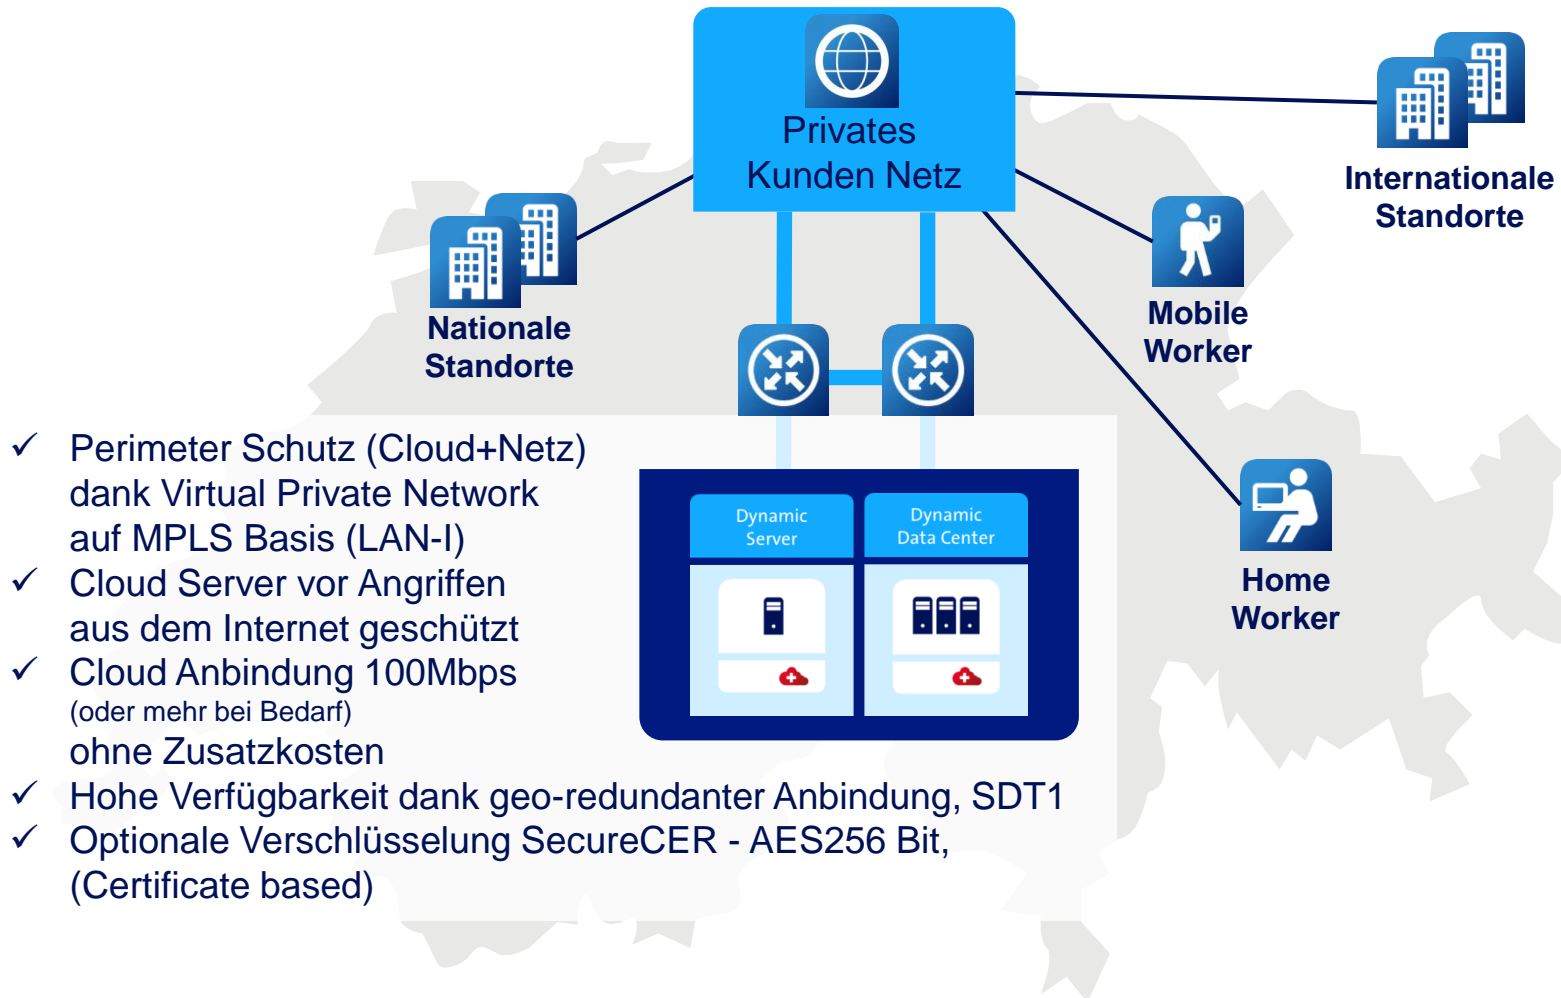 Privates
Kunden Netz
Internationale
Standorte
Nationale
Standorte
Mobile
Worker
Home
Worker
✓ Perimeter Schutz (Cloud+Netz)
dank Virtual Private Network
auf MPLS Basis (LAN-I)
✓ Cloud Server vor Angriffen
aus dem Internet geschützt
✓ Cloud Anbindung 100Mbps
(oder mehr bei Bedarf)
ohne Zusatzkosten
✓ Hohe Verfügbarkeit dank geo-redundanter Anbindung, SDT1
✓ Optionale Verschlüsselung SecureCER - AES256 Bit,
(Certificate based)
Dynamic
Server
Dynamic
Data Center